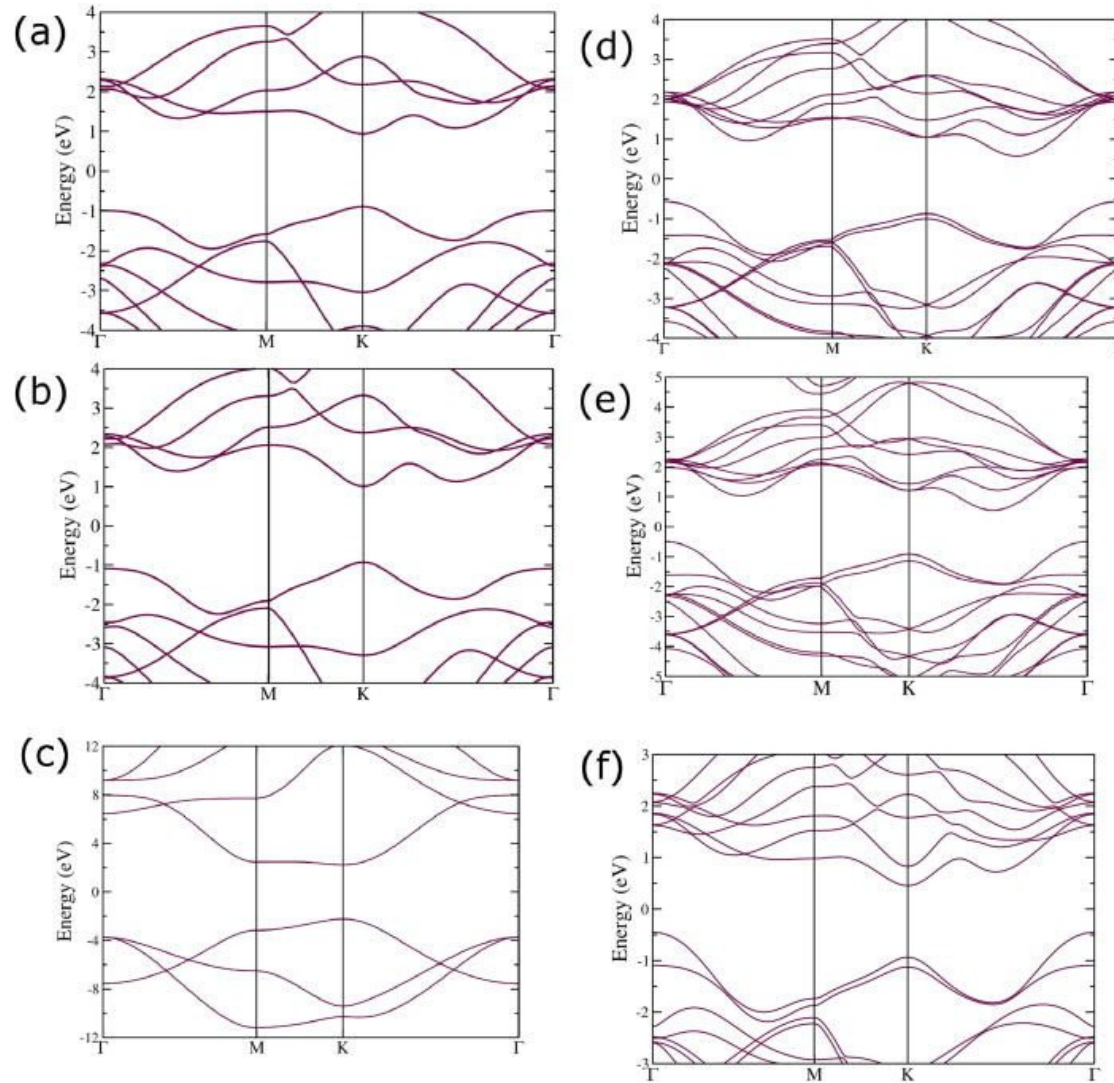 (a)
4
3
2
1
0
-1
-2
-3
-4
Energy (eV)
Γ M K Γ
(b)
4
3
2
1
0
-1
-2
-3
-4
Energy (eV)
Γ M K Γ
(c)
12
8
4
0
-4
-8
-12
Energy (eV)
Γ M K Γ
(d)
4
3
2
1
0
-1
-2
-3
-4
Energy (eV)
Γ M K
(e)
5
4
3
2
1
0
-1
-2
-3
-4
-5
Energy (eV)
Γ M K Γ
(f)
3
2
1
0
-1
-2
-3
Energy (eV)
Γ M K Γ